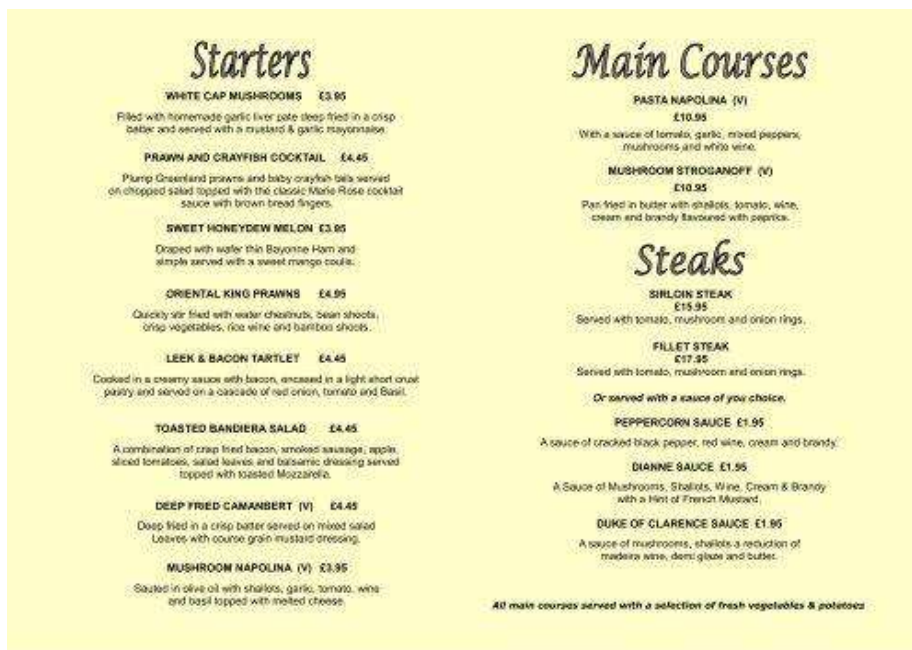 Starters
WHITE CAP MUSHROOMS £3.95
Filled with homemade garlic liver pate deep fried in a crisp
batter and served with a mustard & garlic mayonnaise.
PRAWN AND CRAYFISH COCKTAIL £4.45
Plump Greenland prawns and baby crayfish tails served
on chopped salad topped with the classic Marie Rose cocktail
sauce with brown bread fingers.
SWEET HONEYDEW MELON £3.95
Draped with wafer thin Bayonne Ham and
simple served with a sweet mango coulis.
ORIENTAL KING PRAWNS £4.95
Quickly stir fried with water chestnuts, bean shoots,
crisp vegetables, rice wine and bamboo shoots.
LEEK & BACON TARTLET £4.45
Cooked in a creamy sauce with bacon, encased in a light short crust
pastry and served on a cascade of red onion, tomato and Basil.
TOASTED BANDIERA SALAD £4.45
A combination of crisp fried bacon, smoked sausage, apple,
sliced tomatoes, salad leaves and balsamic dressing served
topped with toasted Mozzarella.
DEEP FRIED CAMANBERT (V) £4.45
Deep fried in a crisp batter served on mixed salad
Leaves with course grain mustard dressing.
MUSHROOM NAPOLINA (V) £3.95
Sauted in olive oil with shallots, garlic, tomato, wine
and basil topped with melted cheese.
Main Courses
PASTA NAPOLINA (V)
£10.95
With a sauce of tomato, garlic, mixed peppers,
mushrooms and white wine.
MUSHROOM STROGANOFF (V)
£10.95
Pan fried in butter with shallots, tomato, wine,
cream and brandy flavoured with paprika.
Steaks
SIRLOIN STEAK
£15.95
Served with tomato, mushroom and onion rings.
FILLET STEAK
£17.95
Served with tomato, mushroom and onion rings.
Or served with a sauce of you choice.
PEPPERCORN SAUCE £1.95
A sauce of cracked black pepper, red wine, cream and brandy.
DIANNE SAUCE £1.95
A Sauce of Mushrooms, Shallots, Wine, Cream & Brandy
with a Hint of French Mustard.
DUKE OF CLARENCE SAUCE £1.95
A sauce of mushrooms, shallots a reduction of
madeira wine, demi glaze and butter.
All main courses served with a selection of fresh vegetables & potatoes